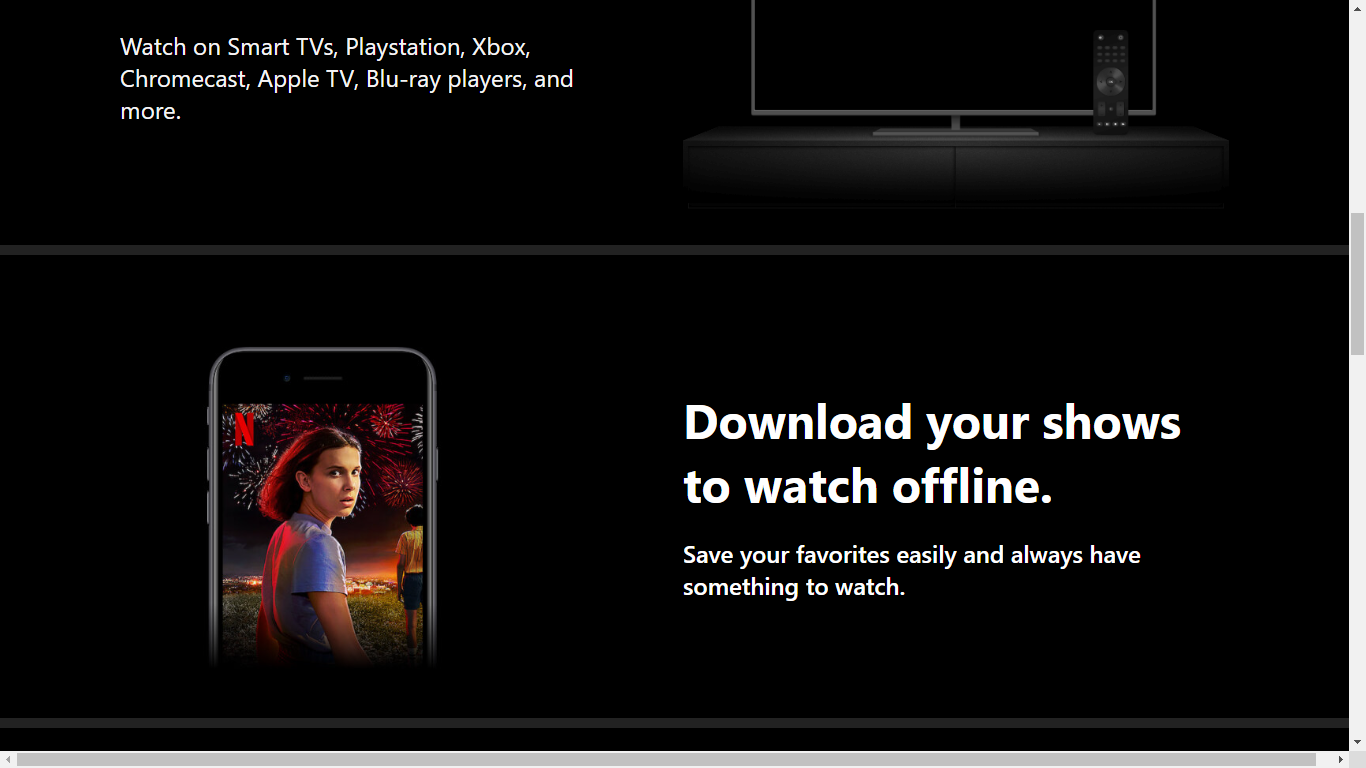 Watch on Smart TVs, Playstation, Xbox,
Chromecast, Apple TV, Blu-ray players, and
more.
N
Download your shows
to watch offline.
Save your favorites easily and always have
something to watch.